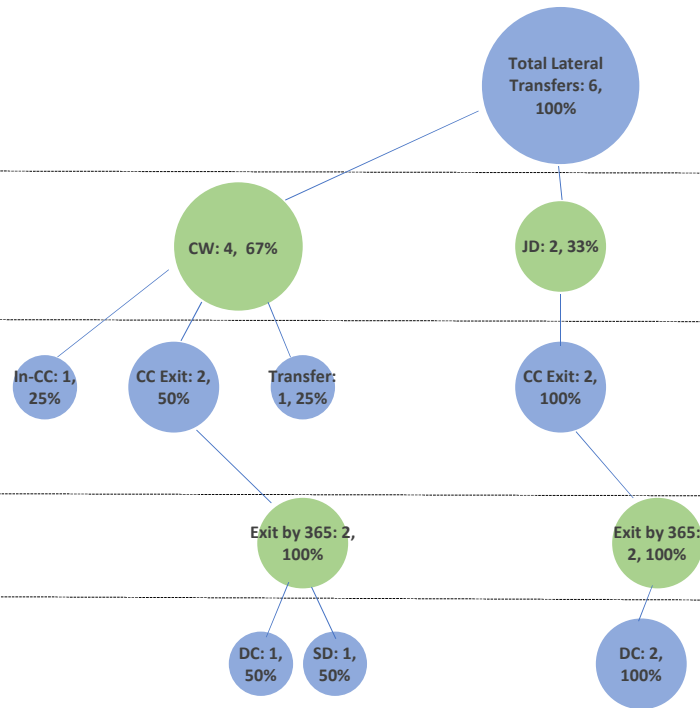 Total Lateral
Transfers: 6,
100%
CW: 4,  67%
JD: 2, 33%
In-CC: 1,
25%
CC Exit: 2,
50%
Transfer:
1, 25%
CC Exit: 2,
100%
Exit by 365: 2,
100%
Exit by 365:
2, 100%
DC: 1,
50%
SD: 1,
50%
DC: 2,
100%